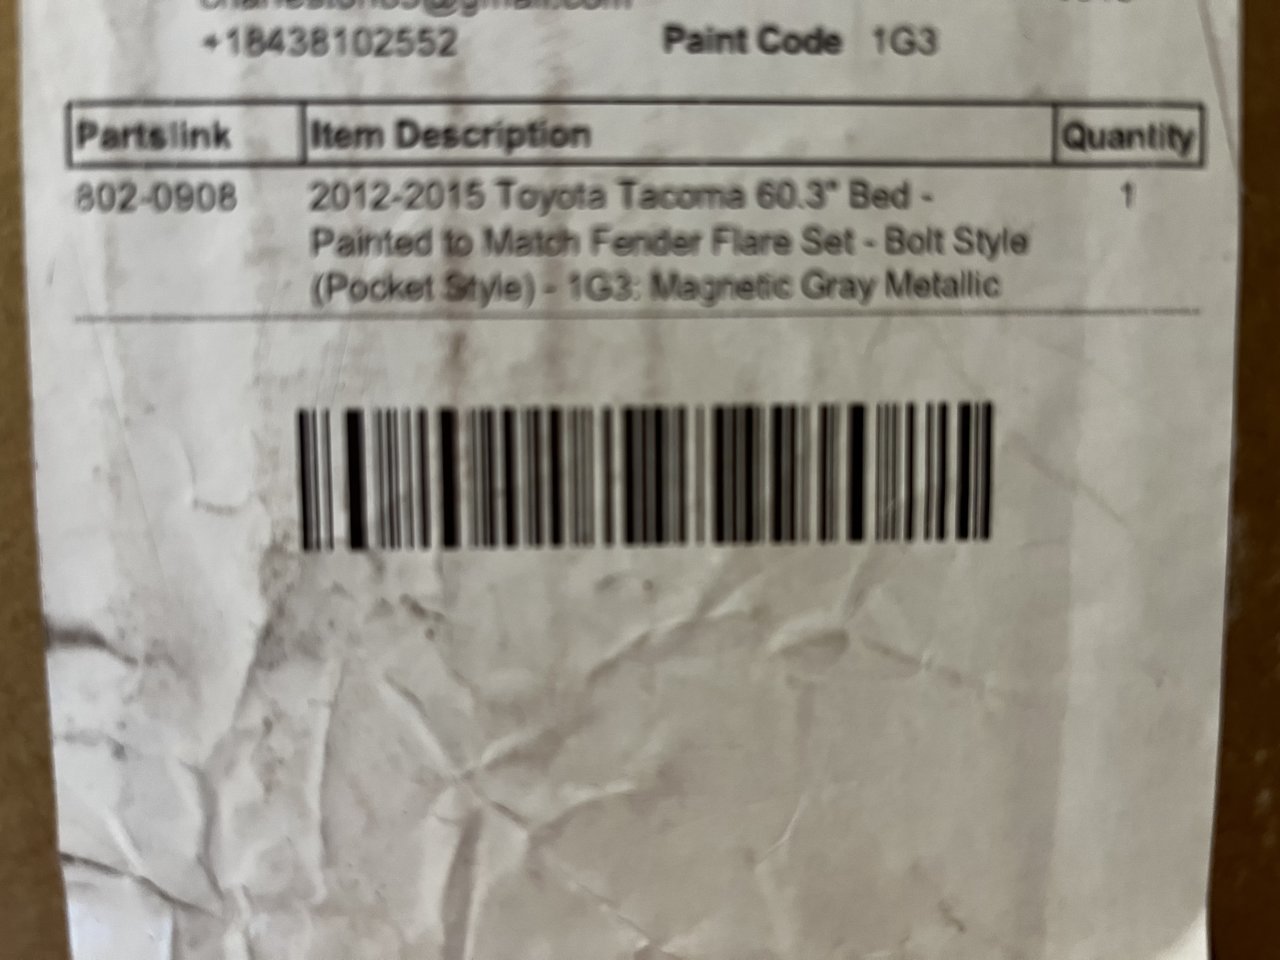 +18438102552 Paint Code 1G3
Partslink Item Description Quantity
802-0908 2012-2015 Toyota Tacoma 60.3" Bed - 1
Painted to Match Fender Flare Set - Bolt Style
(Pocket Style) - 1G3: Magnetic Gray Metallic